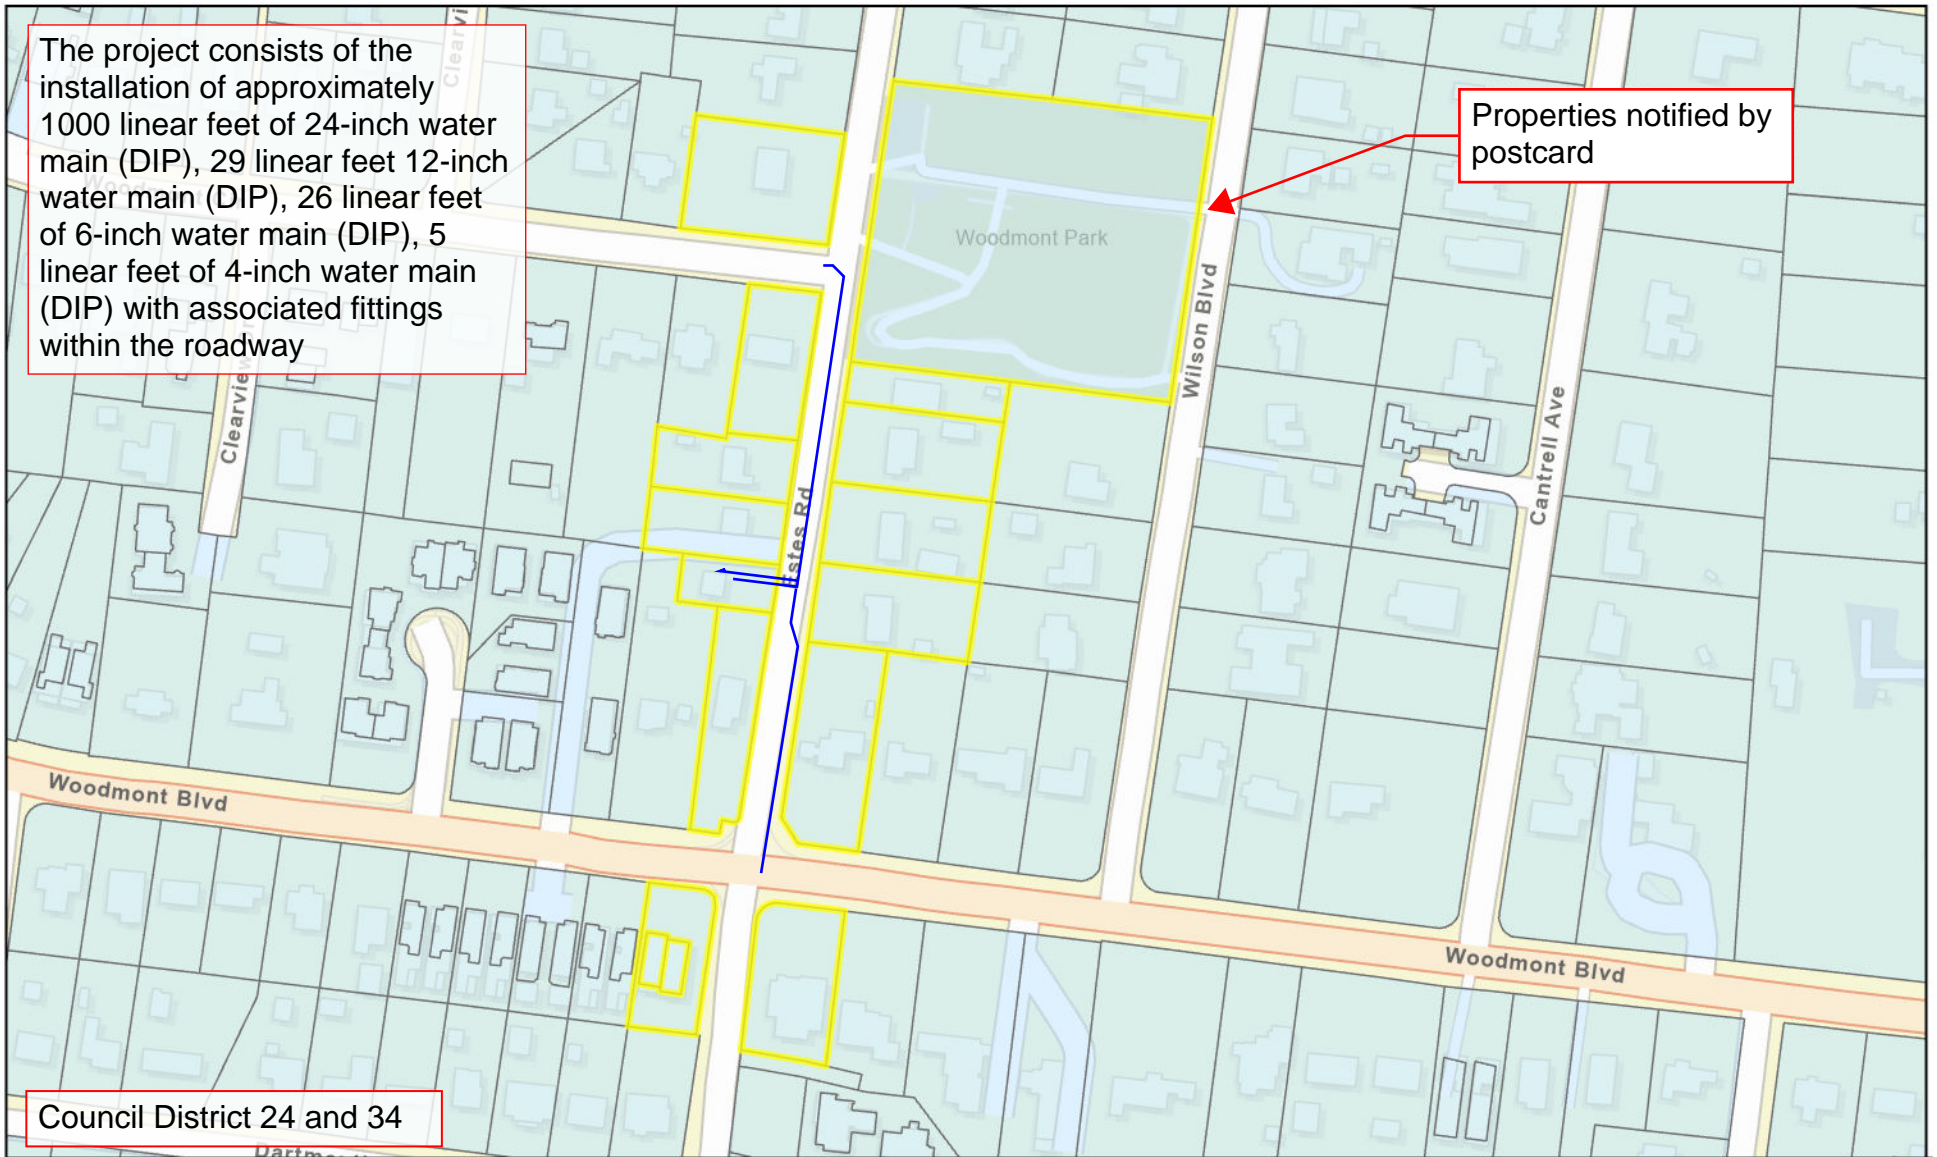 The project consists of the
installation of approximately
1000 linear feet of 24-inch water
main (DIP), 29 linear feet 12-inch
water main (DIP), 26 linear feet
of 6-inch water main (DIP), 5
linear feet of 4-inch water main
(DIP) with associated fittings
within the roadway
Properties notified by
postcard
Woodmont Park
Wilson Blvd
Clearview
Cantrell Ave
Estes Rd
Woodmont Blvd
Woodmont Blvd
Council District 24 and 34